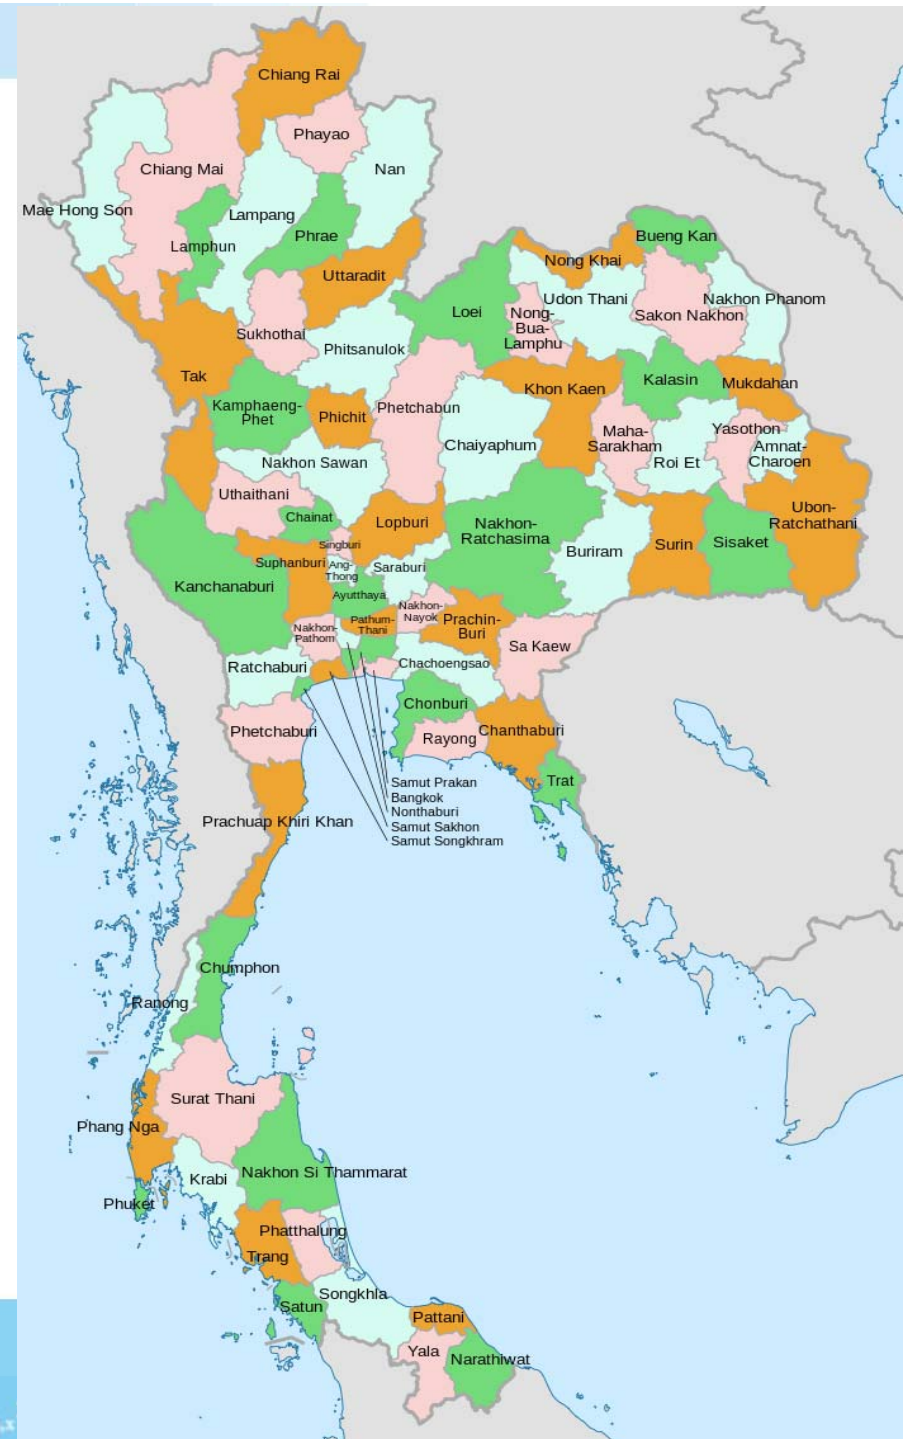 Chiang Rai
Phayao
Nan
Chiang Mai
Mae Hong Son
Lampang
Lamphun
Phrae
Bueng Kan
Nong Khai
Uttaradit
Udon Thani
Nakhon Phanom
Loei
Nong-
Bua-
Lamphu
Sakon Nakhon
Sukhothai
Phitsanulok
Tak
Khon Kaen
Kalasin
Mukdahan
Kamphaeng-
Phet
Phichit
Phetchabun
Chaiyaphum
Maha-
Sarakham
Roi Et
Yasothon
Amnat-
Charoen
Nakhon Sawan
Uthaithani
Chainat
Lopburi
Nakhon-
Ratchasima
Buriram
Surin
Sisaket
Ubon-
Ratchathani
Singburi
Suphanburi
Ang-
Thong
Saraburi
Kanchanaburi
Ayutthaya
Nakhon-
Nayok
Pathum-
Thani
Nakhon-
Pathom
Prachin-
Buri
Sa Kaew
Ratchaburi
Chachoengsao
Chonburi
Phetchaburi
Rayong
Chanthaburi
Trat
Samut Prakan
Bangkok
Nonthaburi
Samut Sakhon
Samut Songkhram
Prachuap Khiri Khan
Chumphon
Ranong
Surat Thani
Phang Nga
Nakhon Si Thammarat
Krabi
Phuket
Phatthalung
Trang
Songkhla
Satun
Pattani
Yala
Narathiwat